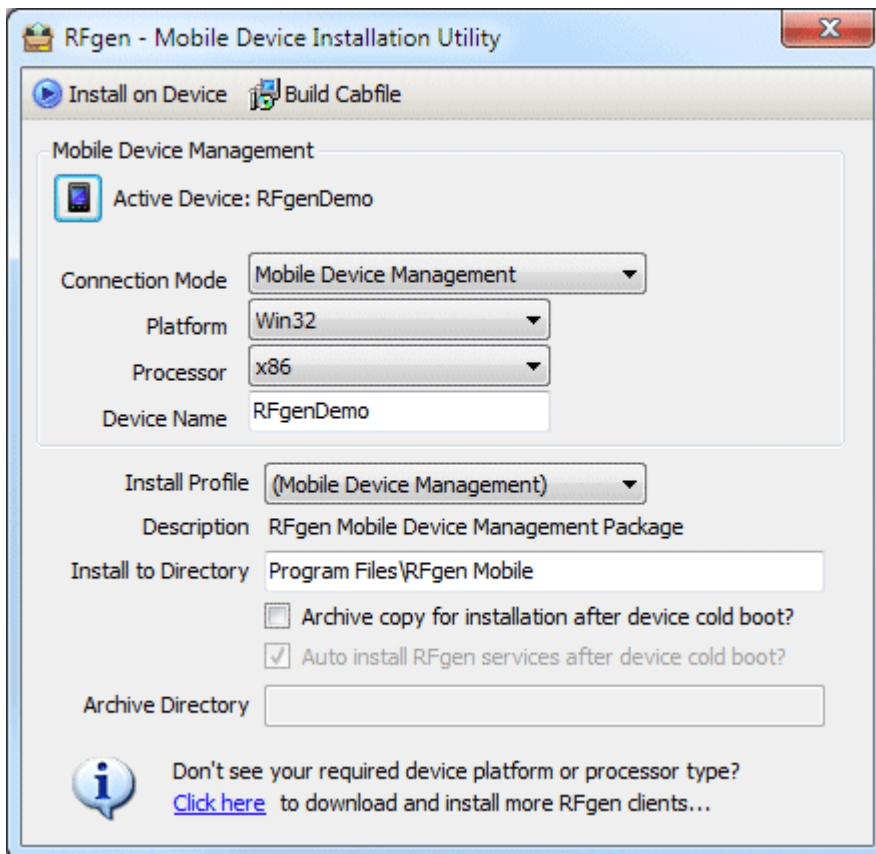 RFgen - Mobile Device Installation Utility
Install on Device Build Cabfile
Mobile Device Management
Active Device: RFgenDemo
Connection Mode Mobile Device Management
Platform Win32
Processor x86
Device Name RFgenDemo
Install Profile (Mobile Device Management)
Description RFgen Mobile Device Management Package
Install to Directory Program Files\RFgen Mobile
Archive copy for installation after device cold boot?
Auto install RFgen services after device cold boot?
Archive Directory
Don't see your required device platform or processor type?
Click here to download and install more RFgen clients...